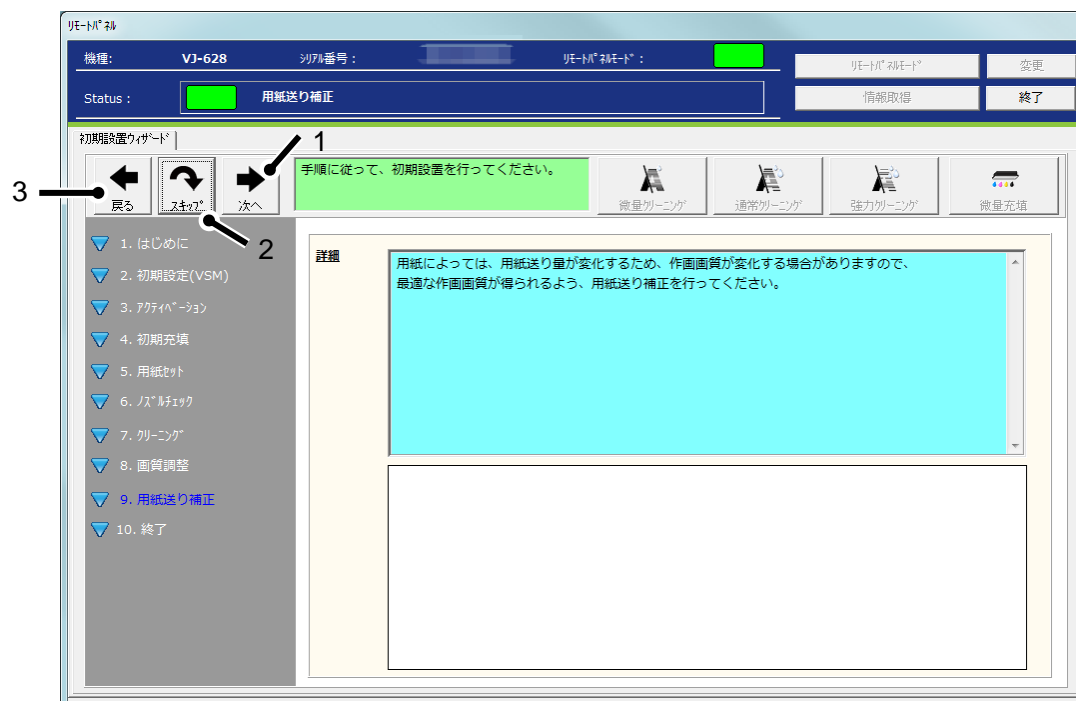 ﾘﾓｰﾄﾊﾟﾈﾙ
機種: VJ-628 ｼﾘｱﾙ番号： ﾘﾓｰﾄﾊﾟﾈﾙﾓｰﾄﾞ：
ﾘﾓｰﾄﾊﾟﾈﾙﾓｰﾄﾞ 変更
Status： 用紙送り補正
情報取得 終了
初期設置ｳｨｻﾞｰﾄﾞ
1
3
戻る ｽｷｯﾌﾟ 次へ
手順に従って、初期設置を行ってください。
微量ｸﾘｰﾆﾝｸﾞ 通常ｸﾘｰﾆﾝｸﾞ 強力ｸﾘｰﾆﾝｸﾞ 微量充填
2
1. はじめに
2. 初期設定(VSM)
3. ｱｸﾃｨﾍﾞｰｼｮﾝ
4. 初期充填
5. 用紙ｾｯﾄ
6. ﾉｽﾞﾙﾁｪｯｸ
7. ｸﾘｰﾆﾝｸﾞ
8. 画質調整
9. 用紙送り補正
10. 終了
詳細
用紙によっては、用紙送り量が変化するため、作画画質が変化する場合がありますので、
最適な作画画質が得られるよう、用紙送り補正を行ってください。